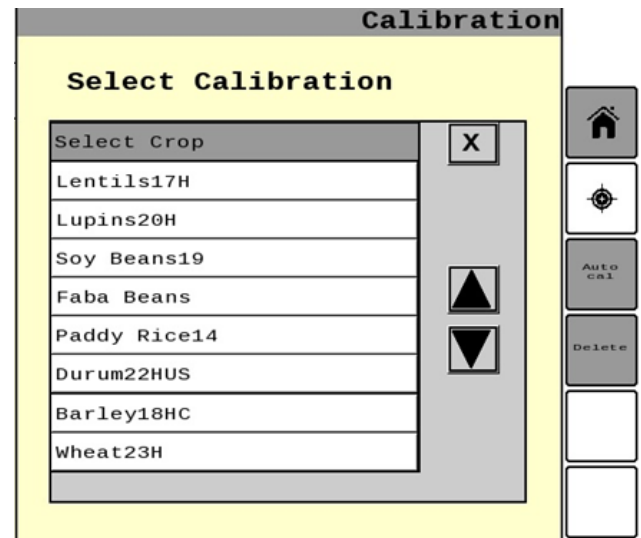 Calibration
Select Calibration
Select Crop
X
Lentils17H
Lupins20H
Soy Beans19
Faba Beans
Paddy Rice14
Durum22HUS
Barley18HC
Wheat23H
Auto
cal
Delete